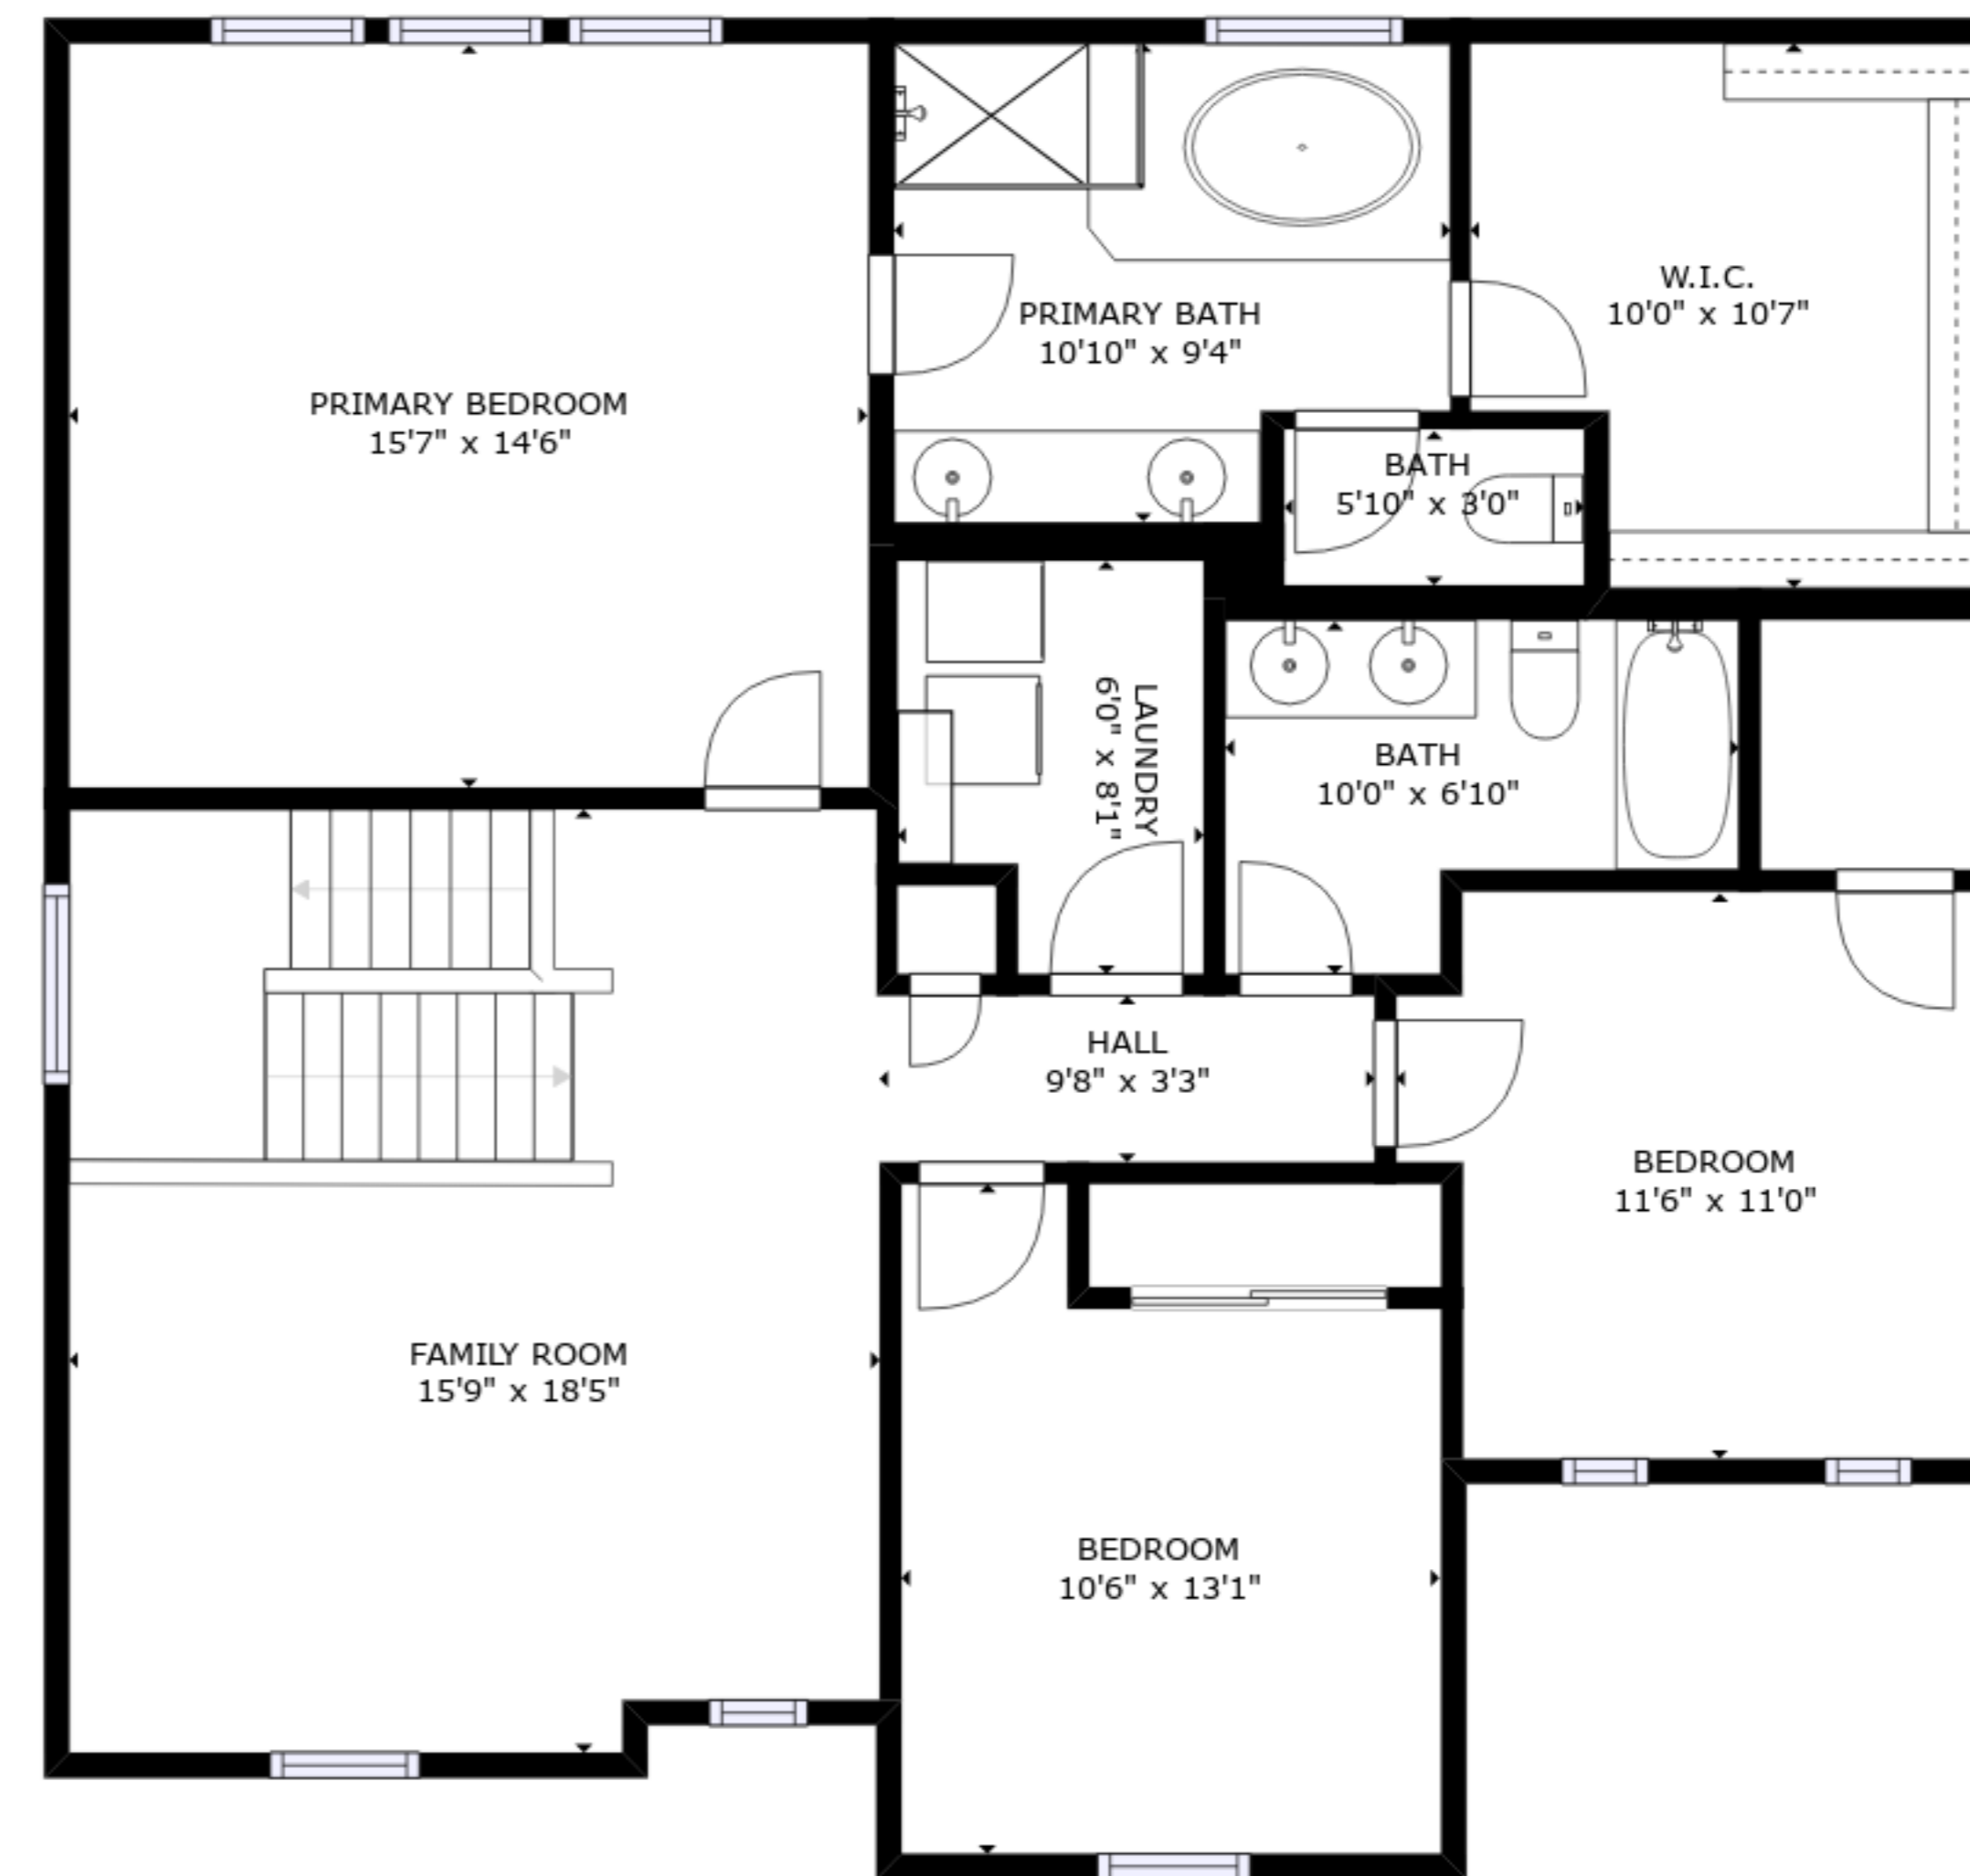 W.I.C.
10'0" x 10'7"
PRIMARY BATH
10'10" x 9'4"
PRIMARY BEDROOM
15'7" x 14'6"
BATH
5'10" x 3'0"
LAUNDRY
6'0" x 8'1"
BATH
10'0" x 6'10"
HALL
9'8" x 3'3"
BEDROOM
11'6" x 11'0"
FAMILY ROOM
15'9" x 18'5"
BEDROOM
10'6" x 13'1"